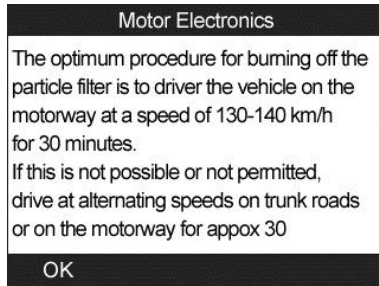 Motor Electronics
The optimum procedure for burning off the
particle filter is to driver the vehicle on the
motorway at a speed of 130-140 km/h
for 30 minutes.
If this is not possible or not permitted,
drive at alternating speeds on trunk roads
or on the motorway for appox 30
OK